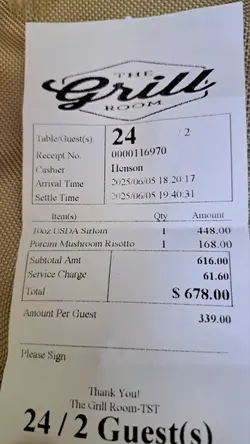 THE
Grill
ROOM
Table/Guest(s) 24 / 2
Receipt No. 0000116970
Cashier Henson
Arrival Time 2025/06/05 18:20:17
Settle Time 2025/06/05 19:40:31
Item(s) Qty Amount
10oz USDA Sirloin 1 448.00
Porcini Mushroom Risotto 1 168.00
Subtotal Amt 616.00
Service Charge 61.60
Total $ 678.00
Amount Per Guest 339.00
Please Sign
Thank You!
The Grill Room-TST
24 / 2 Guest(s)